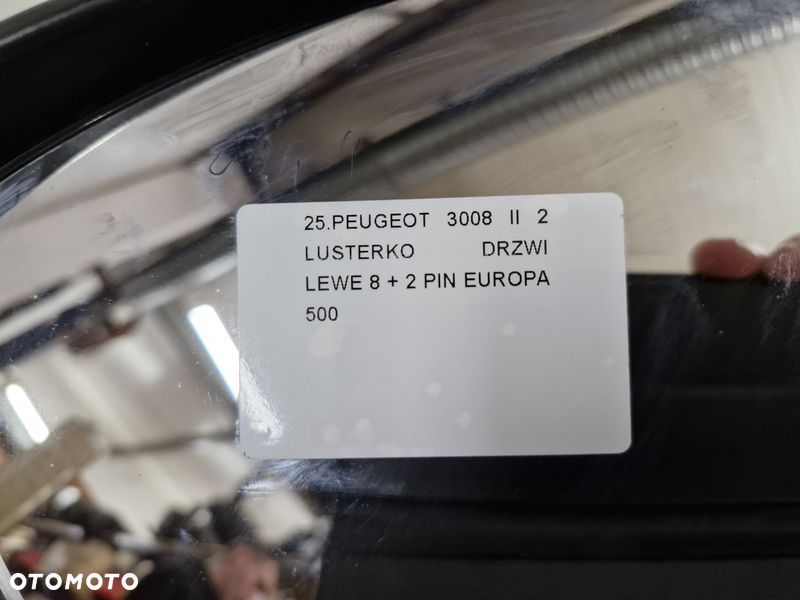 25.PEUGEOT 3008 II 2
LUSTERKO DRZWI
LEWE 8 + 2 PIN EUROPA
500
OTOMOTO